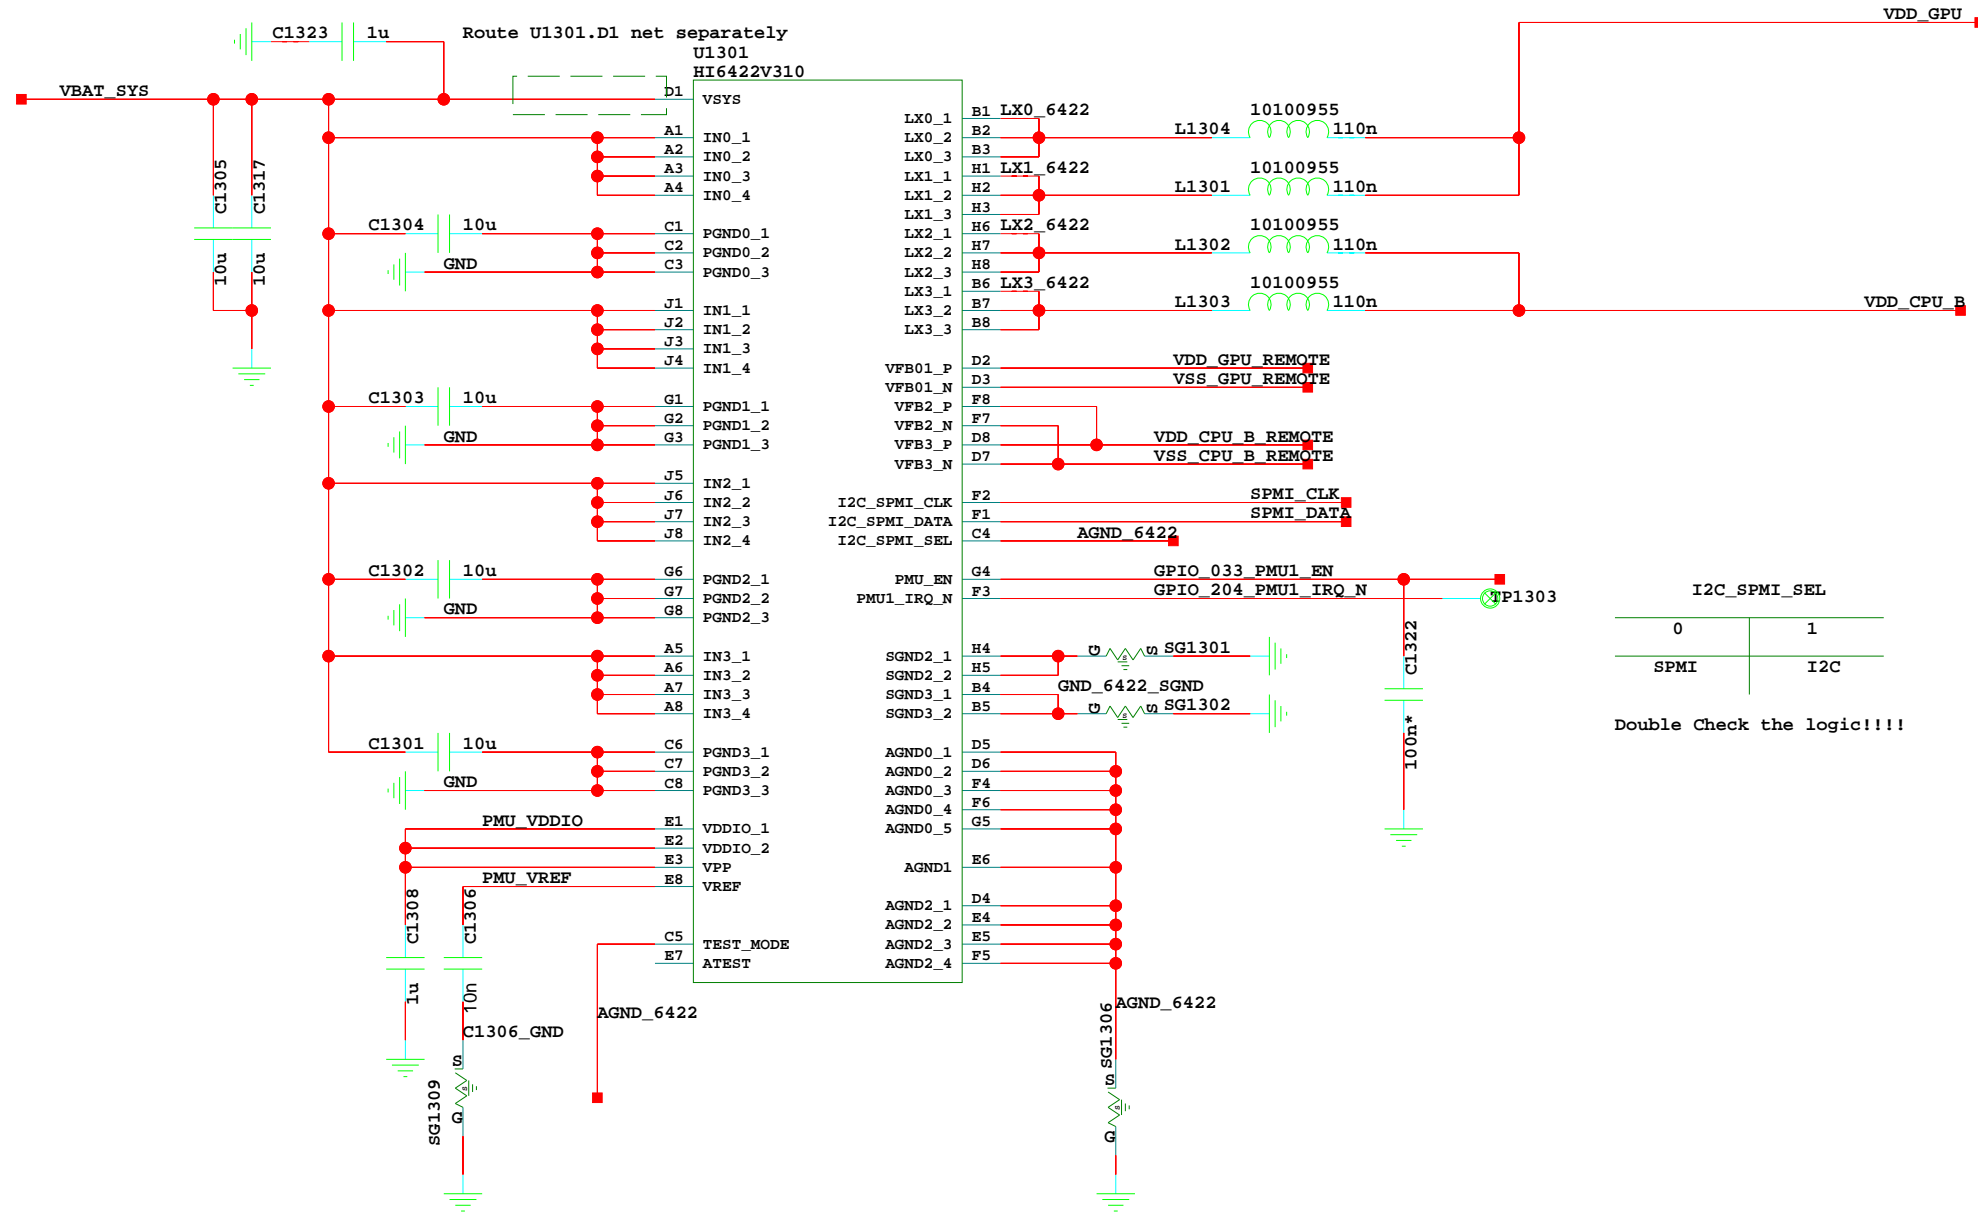 VDD_GPU
C1323 1u
Route U1301.D1 net separately
U1301
HI6422V310
VBAT_SYS
D1 VSYS
A1 IN0_1
A2 IN0_2
A3 IN0_3
A4 IN0_4
C1305
C1317
10u
10u
C1304 10u
GND
C1 PGND0_1
C2 PGND0_2
C3 PGND0_3
J1 IN1_1
J2 IN1_2
J3 IN1_3
J4 IN1_4
C1303 10u
GND
G1 PGND1_1
G2 PGND1_2
G3 PGND1_3
J5 IN2_1
J6 IN2_2
J7 IN2_3
J8 IN2_4
C1302 10u
GND
G6 PGND2_1
G7 PGND2_2
G8 PGND2_3
A5 IN3_1
A6 IN3_2
A7 IN3_3
A8 IN3_4
C1301 10u
GND
C6 PGND3_1
C7 PGND3_2
C8 PGND3_3
PMU_VDDIO
E1 VDDIO_1
E2 VDDIO_2
E3 VPP
PMU_VREF
E8 VREF
C1308
1u
C1306
10n
C1306_GND
S
SG1309
G
C5 TEST_MODE
E7 ATEST
AGND_6422
LX0_1 B1 LX0_6422
LX0_2 B2
LX0_3 B3
LX1_1 H1 LX1_6422
LX1_2 H2
LX1_3 H3
LX2_1 H6 LX2_6422
LX2_2 H7
LX2_3 H8
LX3_1 B6 LX3_6422
LX3_2 B7
LX3_3 B8
10100955
L1304 110n
10100955
L1301 110n
10100955
L1302 110n
10100955
L1303 110n
VDD_CPU_B
VFB01_P D2 VDD_GPU_REMOTE
VFB01_N D3 VSS_GPU_REMOTE
VFB2_P F8
VFB2_N F7
VFB3_P D8 VDD_CPU_B_REMOTE
VFB3_N D7 VSS_CPU_B_REMOTE
I2C_SPMI_CLK F2 SPMI_CLK
I2C_SPMI_DATA F1 SPMI_DATA
I2C_SPMI_SEL C4 AGND_6422
PMU_EN G4 GPIO_033_PMU1_EN
PMU1_IRQ_N F3 GPIO_204_PMU1_IRQ_N
TP1303
C1322
100n*
SGND2_1 H4 G S SG1301
SGND2_2 H5
SGND3_1 B4 GND_6422_SGND
SGND3_2 B5 G S SG1302
AGND0_1 D5
AGND0_2 D6
AGND0_3 F4
AGND0_4 F6
AGND0_5 G5
AGND1 E6
AGND2_1 D4
AGND2_2 E4
AGND2_3 E5
AGND2_4 F5
AGND_6422
SG1306
S
G
I2C_SPMI_SEL
0 1
SPMI I2C
Double Check the logic!!!!